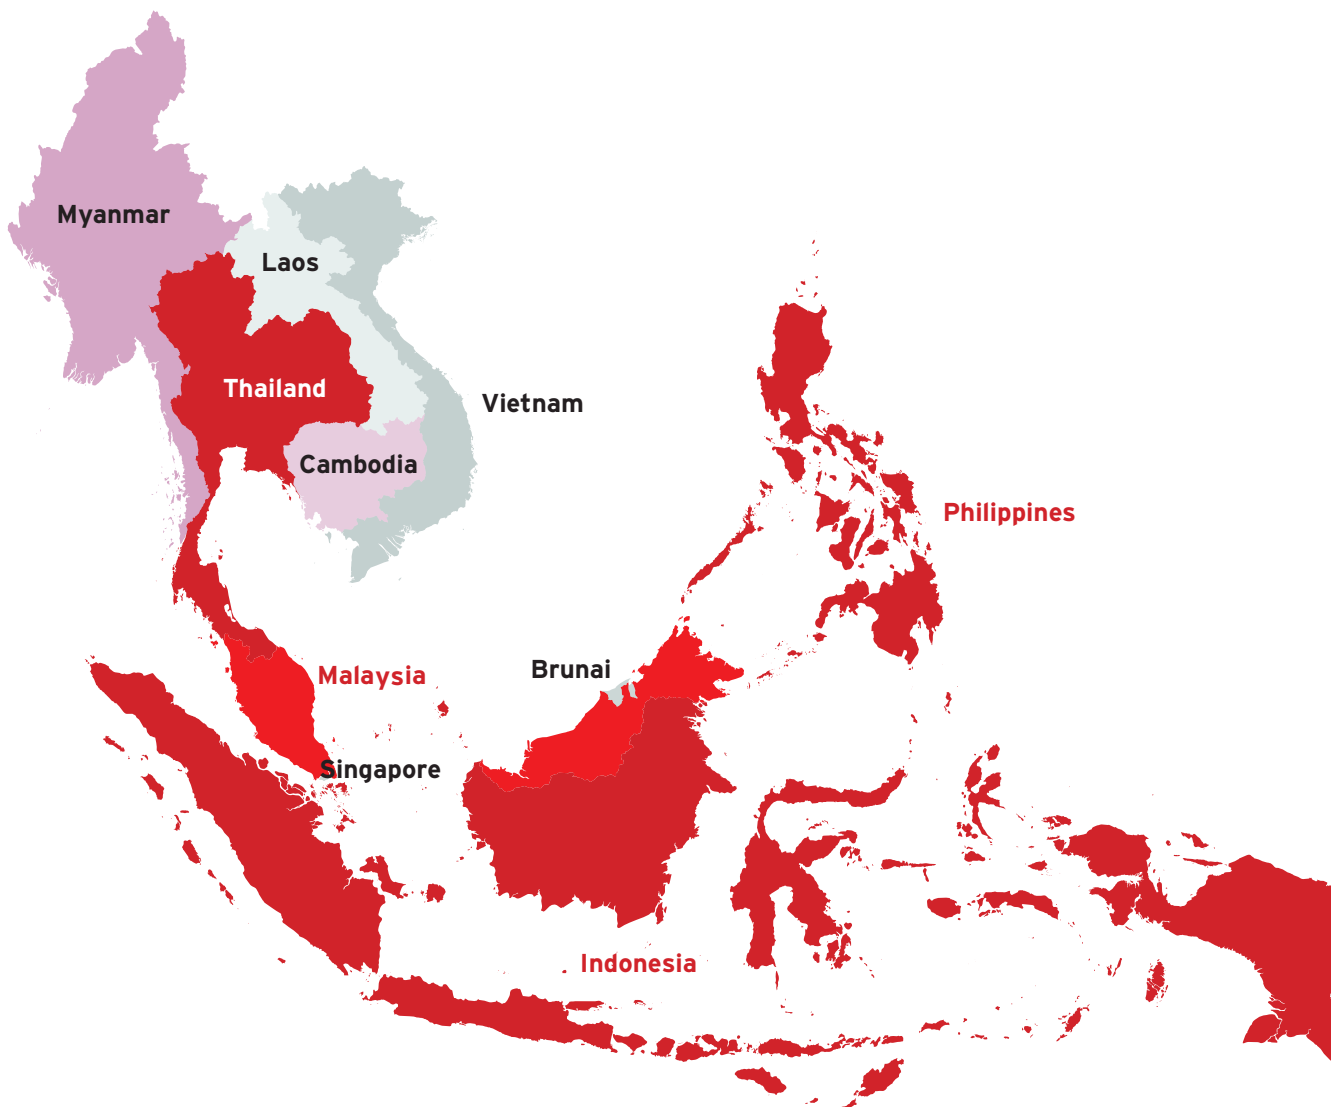 Myanmar
Laos
Thailand
Vietnam
Cambodia
Philippines
Malaysia
Brunai
Singapore
Indonesia